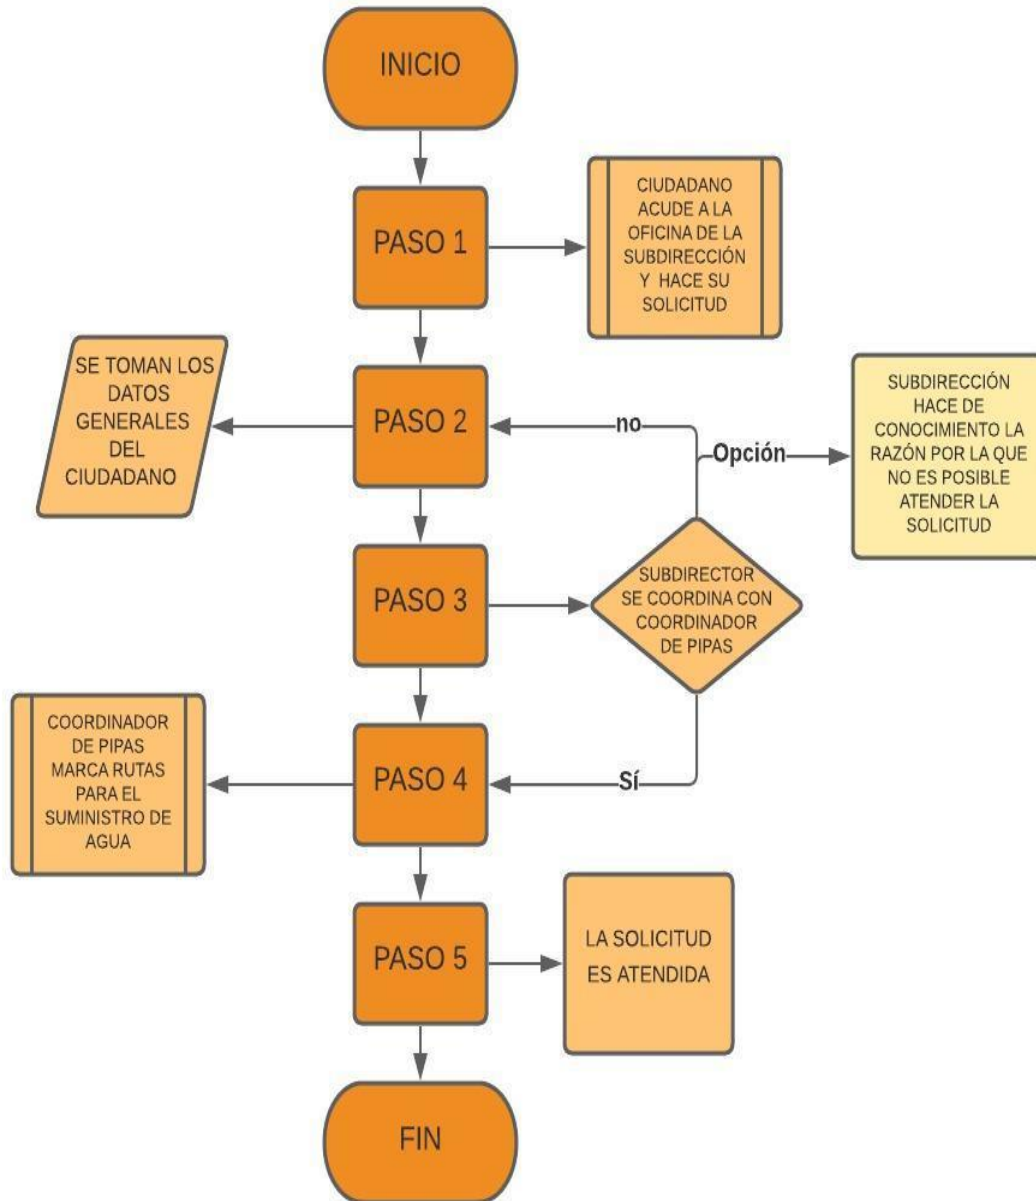 INICIO
PASO 1
CIUDADANO
ACUDE A LA
OFICINA DE LA
SUBDIRECCIÓN
Y HACE SU
SOLICITUD
SE TOMAN LOS
DATOS
GENERALES
DEL
CIUDADANO
PASO 2
no
Opción
SUBDIRECCIÓN
HACE DE
CONOCIMIENTO LA
RAZÓN POR LA QUE
NO ES POSIBLE
ATENDER LA
SOLICITUD
PASO 3
SUBDIRECTOR
SE COORDINA CON
COORDINADOR
DE PIPAS
COORDINADOR
DE PIPAS
MARCA RUTAS
PARA EL
SUMINISTRO DE
AGUA
PASO 4
Sí
PASO 5
LA SOLICITUD
ES ATENDIDA
FIN